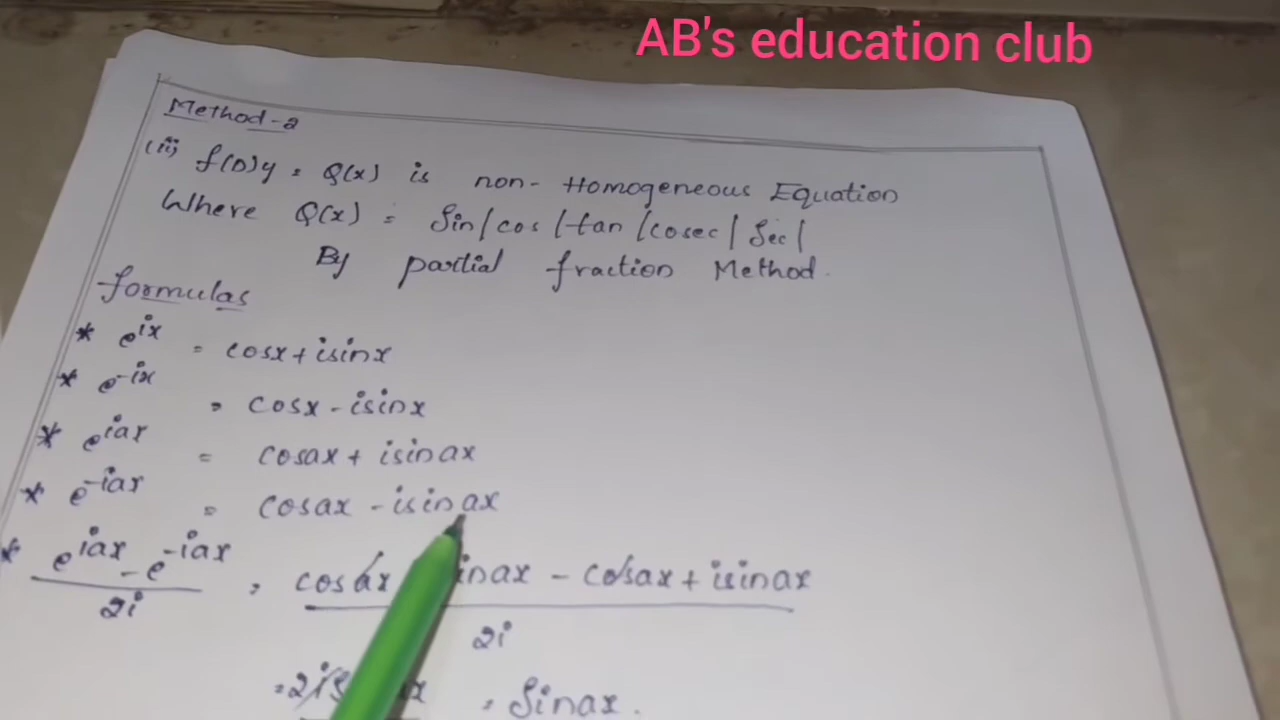 AB's education club
Method-2
(ii) f(D)y = Q(x) is non-Homogeneous Equation
Where Q(x) = Sin/cos/tan/cosec/Sec/
By partial fraction Method.
formulas
* e^ix = cosx+isinx
* e^-ix = cosx-isinx
* e^iax = cosax+ isinax
* e^-iax = cosax -isinax
* e^iax - e^-iax / 2i = cosax inax - cosax+isinax / 2i
= 2i = Sinax.